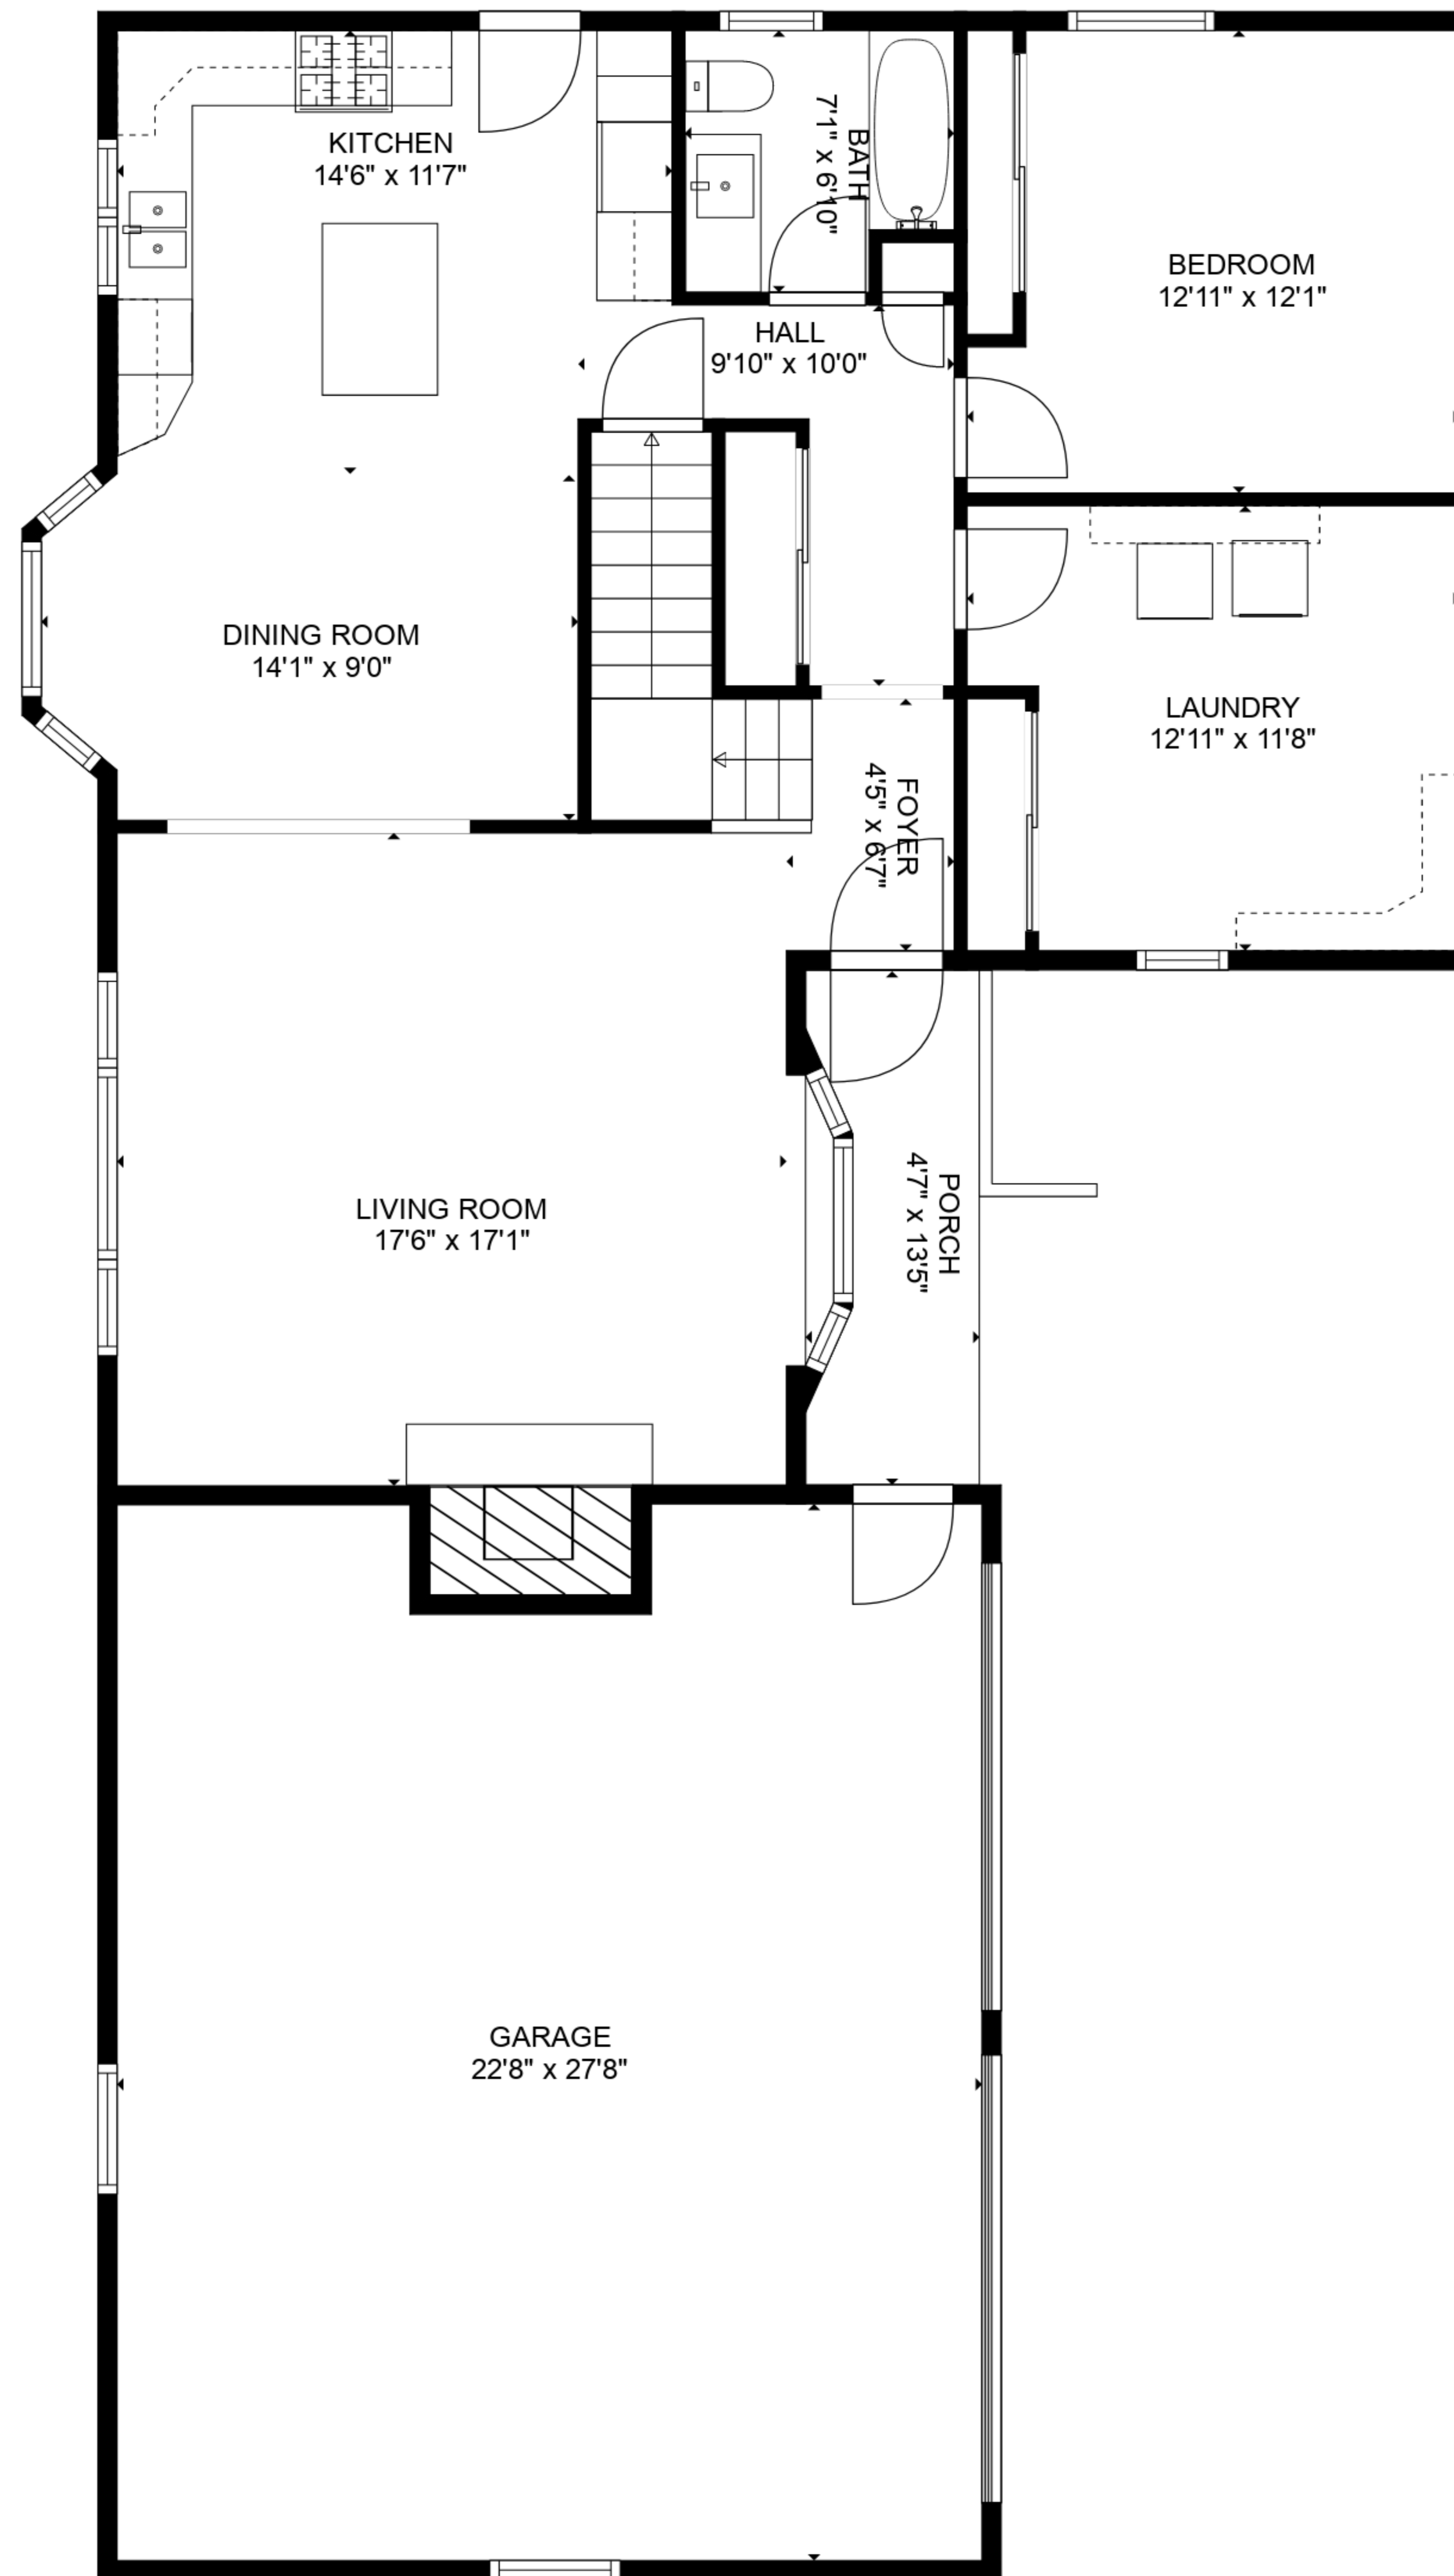 KITCHEN
14'6" x 11'7"
BATH
7'1" x 6'10"
BEDROOM
12'11" x 12'1"
HALL
9'10" x 10'0"
DINING ROOM
14'1" x 9'0"
LAUNDRY
12'11" x 11'8"
FOYER
4'5" x 6'7"
LIVING ROOM
17'6" x 17'1"
PORCH
4'7" x 13'5"
GARAGE
22'8" x 27'8"